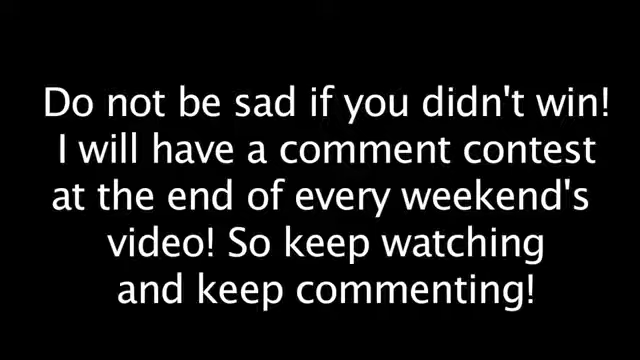 Do not be sad if you didn't win!
I will have a comment contest
at the end of every weekend's
video! So keep watching
and keep commenting!